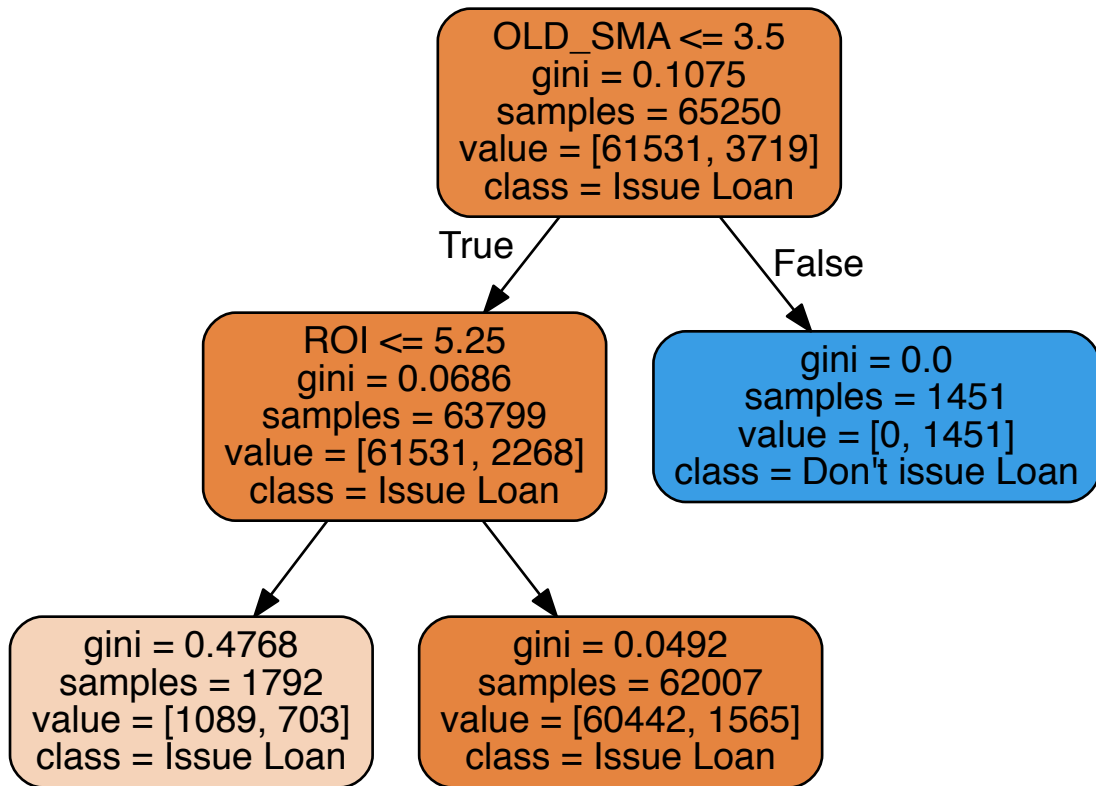 OLD_SMA <= 3.5
gini = 0.1075
samples = 65250
value = [61531, 3719]
class = Issue Loan
True
False
ROI <= 5.25
gini = 0.0686
samples = 63799
value = [61531, 2268]
class = Issue Loan
gini = 0.0
samples = 1451
value = [0, 1451]
class = Don't issue Loan
gini = 0.4768
samples = 1792
value = [1089, 703]
class = Issue Loan
gini = 0.0492
samples = 62007
value = [60442, 1565]
class = Issue Loan